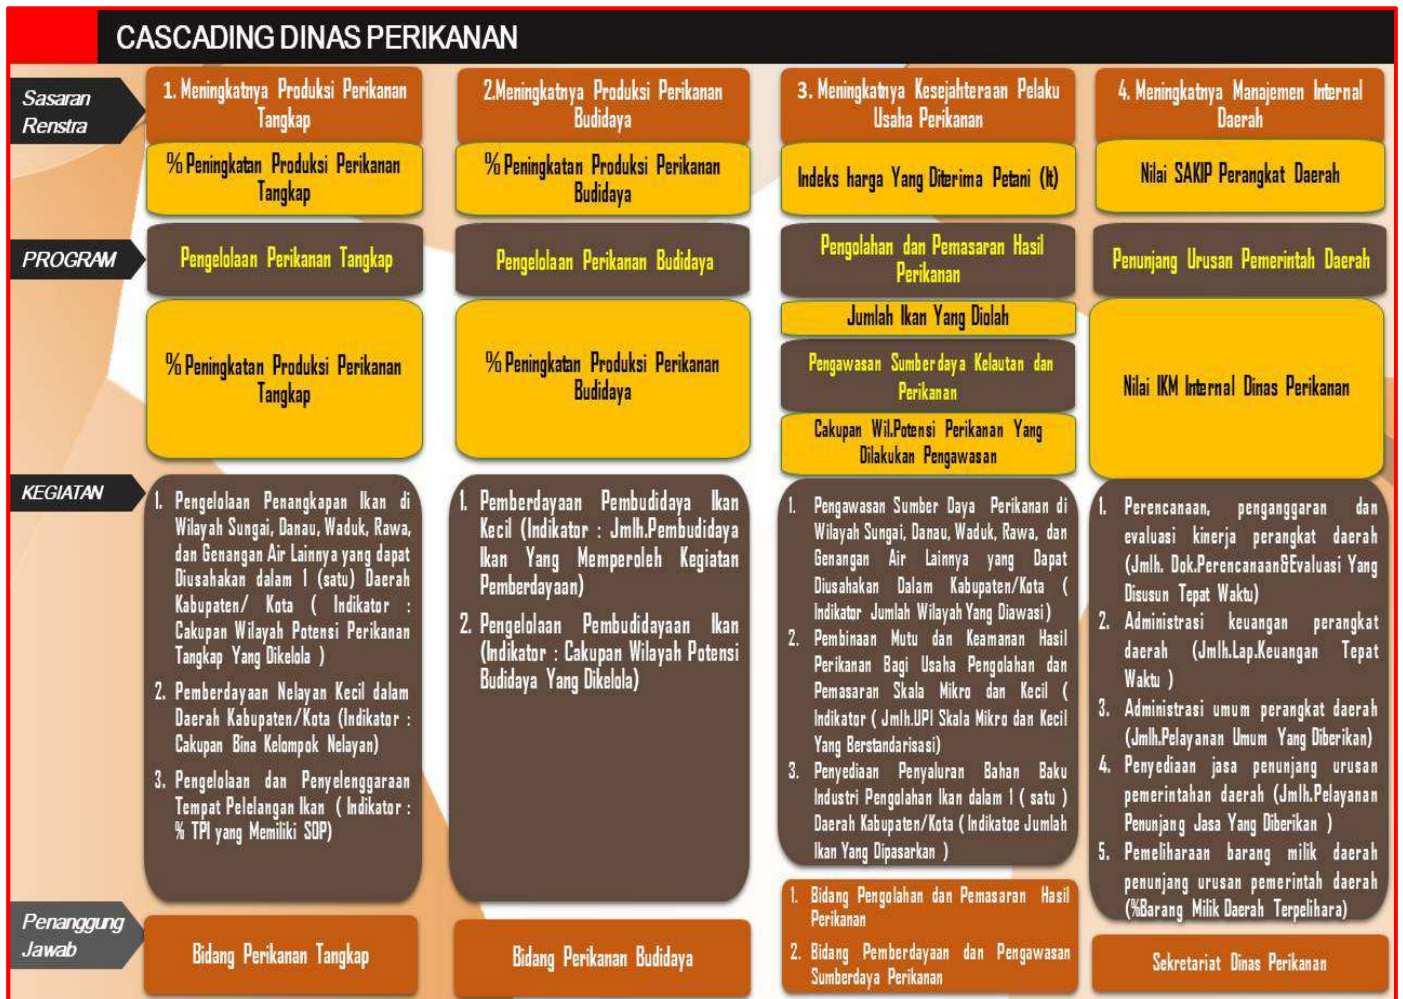 CASCADING DINAS PERIKANAN
Sasaran
Renstra
1. Meningkatnya Produksi Perikanan
Tangkap
2.Meningkatnya Produksi Perikanan
Budidaya
3. Meningkatnya Kesejahteraan Pelaku
Usaha Perikanan
4. Meningkatnya Manajemen Internal
Daerah
% Peningkatan Produksi Perikanan
Tangkap
% Peningkatan Produksi Perikanan
Budidaya
Indeks harga Yang Diterima Petani (It)
Nilai SAKIP Perangkat Daerah
PROGRAM
Pengelolaan Perikanan Tangkap
Pengelolaan Perikanan Budidaya
Pengolahan dan Pemasaran Hasil
Perikanan
Penunjang Urusan Pemerintah Daerah
% Peningkatan Produksi Perikanan
Tangkap
% Peningkatan Produksi Perikanan
Budidaya
Jumlah Ikan Yang Diolah
Pengawasan Sumberdaya Kelautan dan
Perikanan
Cakupan Wil.Potensi Perikanan Yang
Dilakukan Pengawasan
Nilai IKM Internal Dinas Perikanan
KEGIATAN
1. Pengelolaan Penangkapan Ikan di
Wilayah Sungai, Danau, Waduk, Rawa,
dan Genangan Air Lainnya yang dapat
Diusahakan dalam 1 (satu) Daerah
Kabupaten/ Kota ( Indikator :
Cakupan Wilayah Potensi Perikanan
Tangkap Yang Dikelola )
2. Pemberdayaan Nelayan Kecil dalam
Daerah Kabupaten/Kota (Indikator :
Cakupan Bina Kelompok Nelayan)
3. Pengelolaan dan Penyelenggaraan
Tempat Pelelangan Ikan ( Indikator :
% TPI yang Memiliki SOP)
1. Pemberdayaan Pembudidaya Ikan
Kecil (Indikator : Jmlh.Pembudidaya
Ikan Yang Memperoleh Kegiatan
Pemberdayaan)
2. Pengelolaan Pembudidayaan Ikan
(Indikator : Cakupan Wilayah Potensi
Budidaya Yang Dikelola)
1. Pengawasan Sumber Daya Perikanan di
Wilayah Sungai, Danau, Waduk, Rawa, dan
Genangan Air Lainnya yang Dapat
Diusahakan Dalam Kabupaten/Kota (
Indikator Jumlah Wilayah Yang Diawasi)
2. Pembinaan Mutu dan Keamanan Hasil
Perikanan Bagi Usaha Pengolahan dan
Pemasaran Skala Mikro dan Kecil (
Indikator ( Jmlh.UPI Skala Mikro dan Kecil
Yang Berstandarisasi)
3. Penyediaan Penyaluran Bahan Baku
Industri Pengolahan Ikan dalam 1 ( satu )
Daerah Kabupaten/Kota ( Indikatoe Jumlah
Ikan Yang Dipasarkan )
1. Perencanaan, penganggaran dan
evaluasi kinerja perangkat daerah
(Jmlh. Dok.Perencanaan&Evaluasi Yang
Disusun Tepat Waktu)
2. Administrasi keuangan perangkat
daerah (Jmlh.Lap.Keuangan Tepat
Waktu )
3. Administrasi umum perangkat daerah
(Jmlh.Pelayanan Umum Yang Diberikan)
4. Penyediaan jasa penunjang urusan
pemerintahan daerah (Jmlh.Pelayanan
Penunjang Jasa Yang Diberikan )
5. Pemeliharaan barang milik daerah
penunjang urusan pemerintah daerah
(%Barang Milik Daerah Terpelihara)
Penanggung
Jawab
Bidang Perikanan Tangkap
Bidang Perikanan Budidaya
1. Bidang Pengolahan dan Pemasaran Hasil
Perikanan
2. Bidang Pemberdayaan dan Pengawasan
Sumberdaya Perikanan
Sekretariat Dinas Perikanan